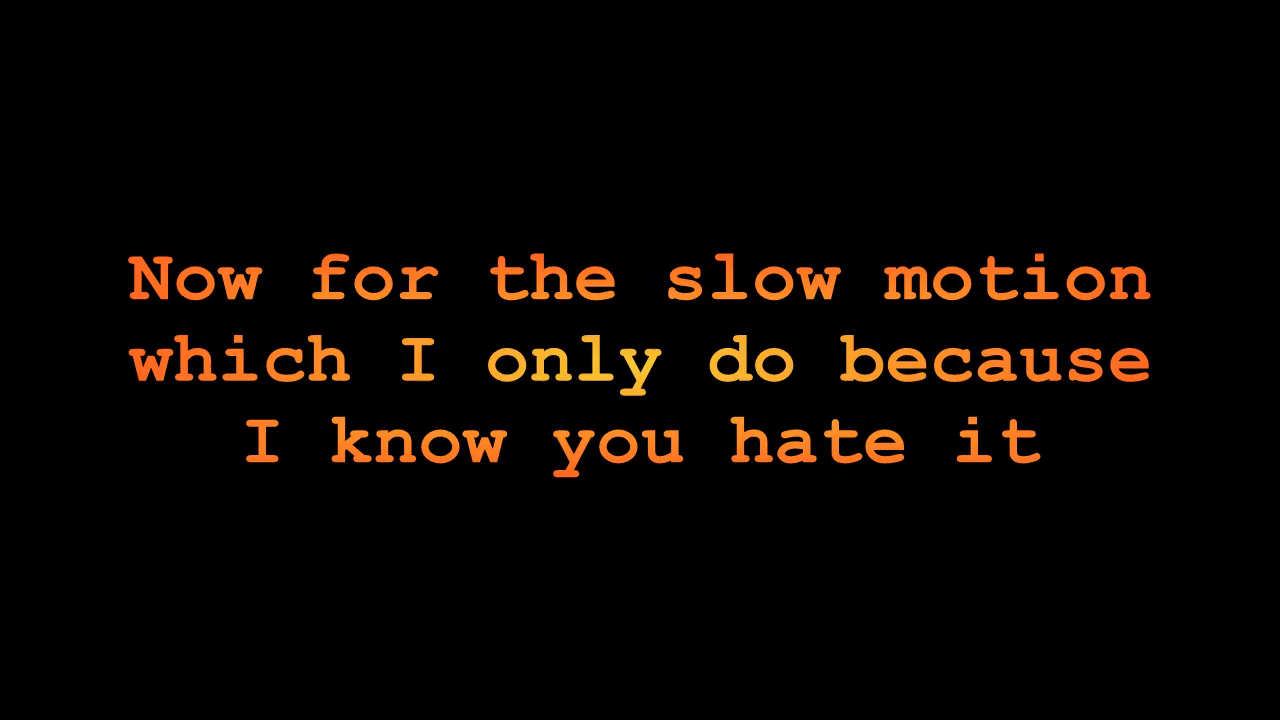 Now for the slow motion
which I only do because
I know you hate it